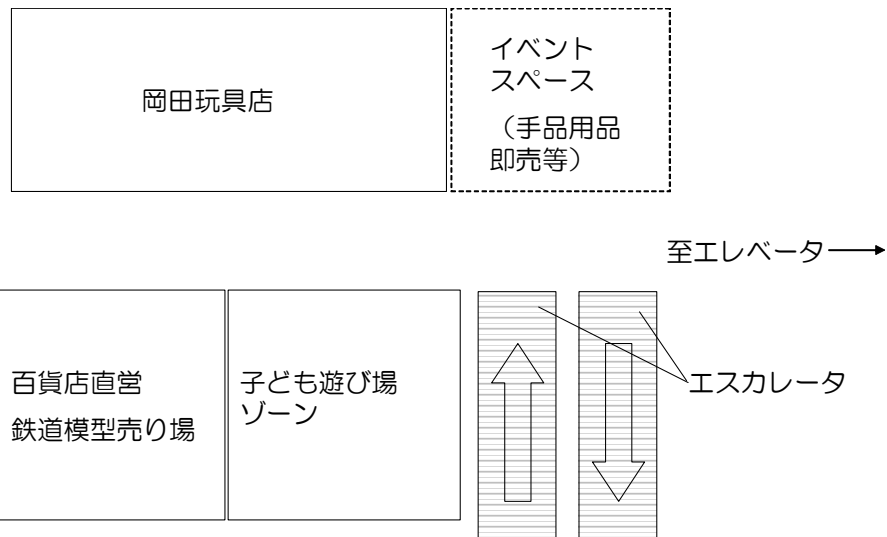 岡田玩具店
イベント
スペース
（手品用品
即売等）
至エレベータ
百貨店直営
鉄道模型売り場
子ども遊び場
ゾーン
エスカレータ